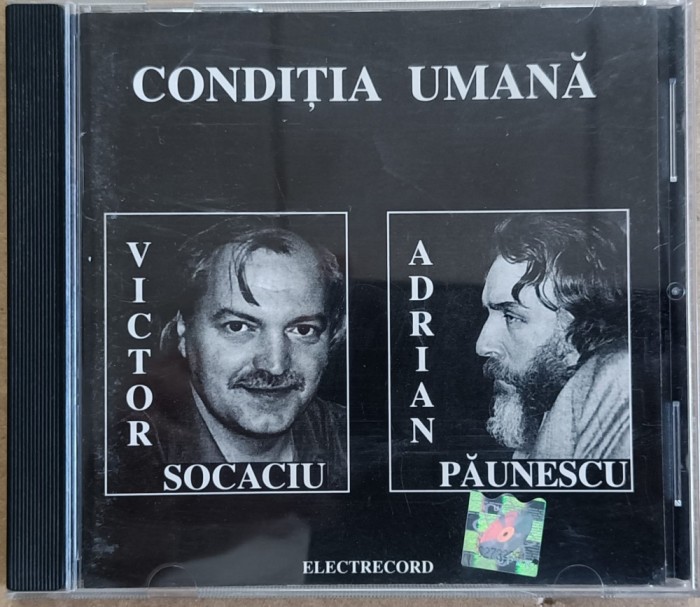 CONDIȚIA UMANĂ
VICTOR
SOCACIU
ADRIAN
PĂUNESCU
ELECTRECORD